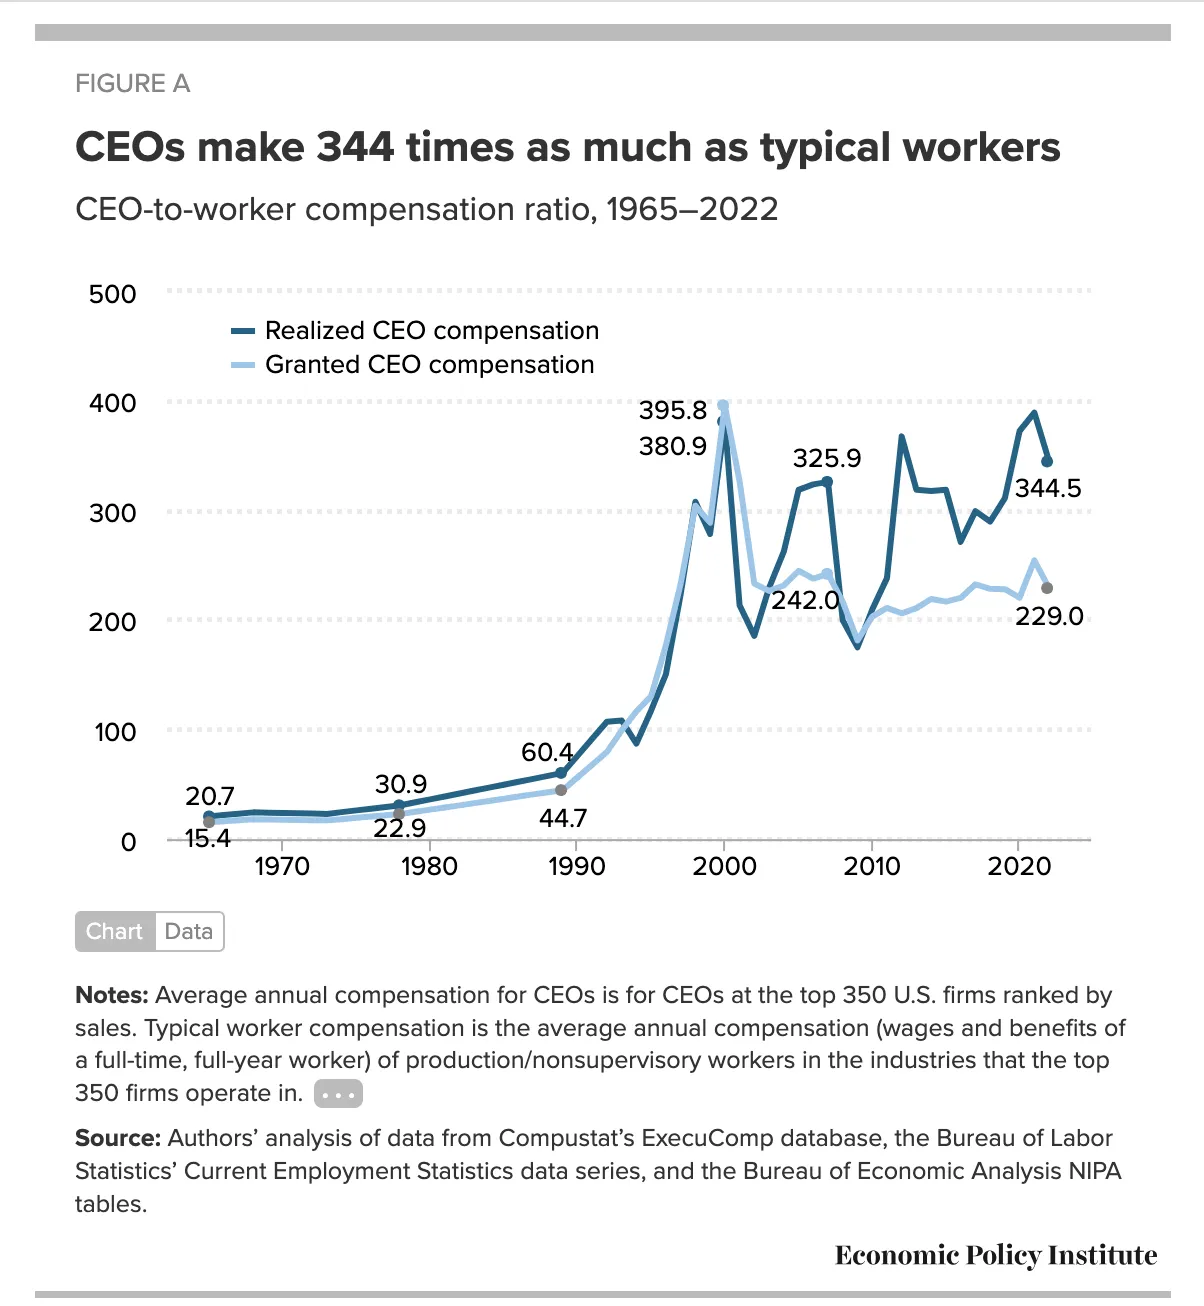 FIGURE A
CEOs make 344 times as much as typical workers
CEO-to-worker compensation ratio, 1965–2022
500
Realized CEO compensation
Granted CEO compensation
400
395.8
380.9
325.9
344.5
300
242.0
229.0
200
100
60.4
30.9
20.7
44.7
22.9
15.4
0
1970 1980 1990 2000 2010 2020
Chart Data
Notes: Average annual compensation for CEOs is for CEOs at the top 350 U.S. firms ranked by
sales. Typical worker compensation is the average annual compensation (wages and benefits of
a full-time, full-year worker) of production/nonsupervisory workers in the industries that the top
350 firms operate in. ...
Source: Authors’ analysis of data from Compustat’s ExecuComp database, the Bureau of Labor
Statistics’ Current Employment Statistics data series, and the Bureau of Economic Analysis NIPA
tables.
Economic Policy Institute